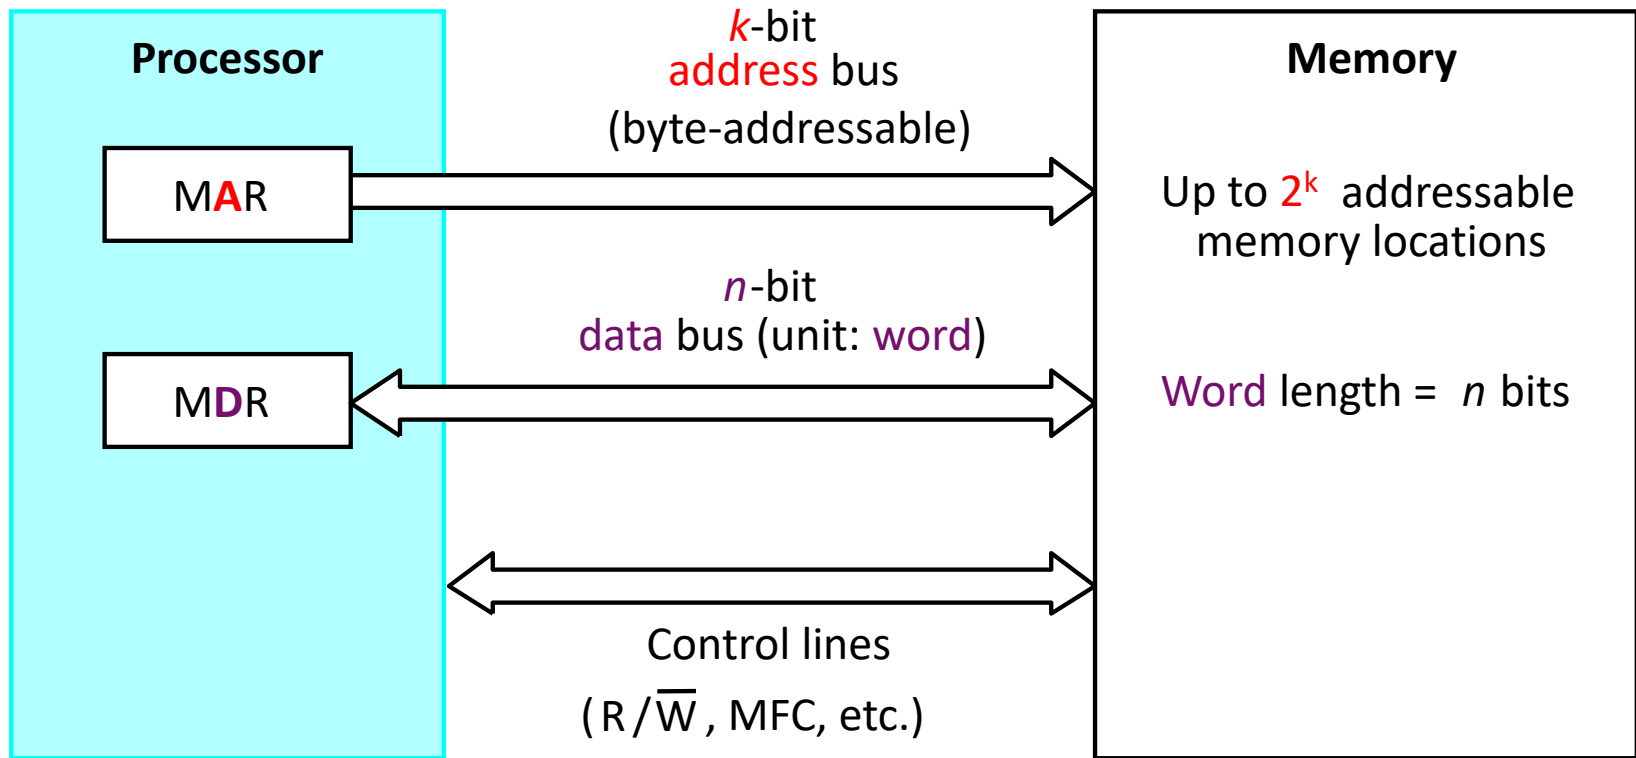 Processor
MAR
MDR
k-bit
address bus
(byte-addressable)
n-bit
data bus (unit: word)
Control lines
(R/W̅, MFC, etc.)
Memory
Up to 2ᵏ addressable
memory locations
Word length = n bits